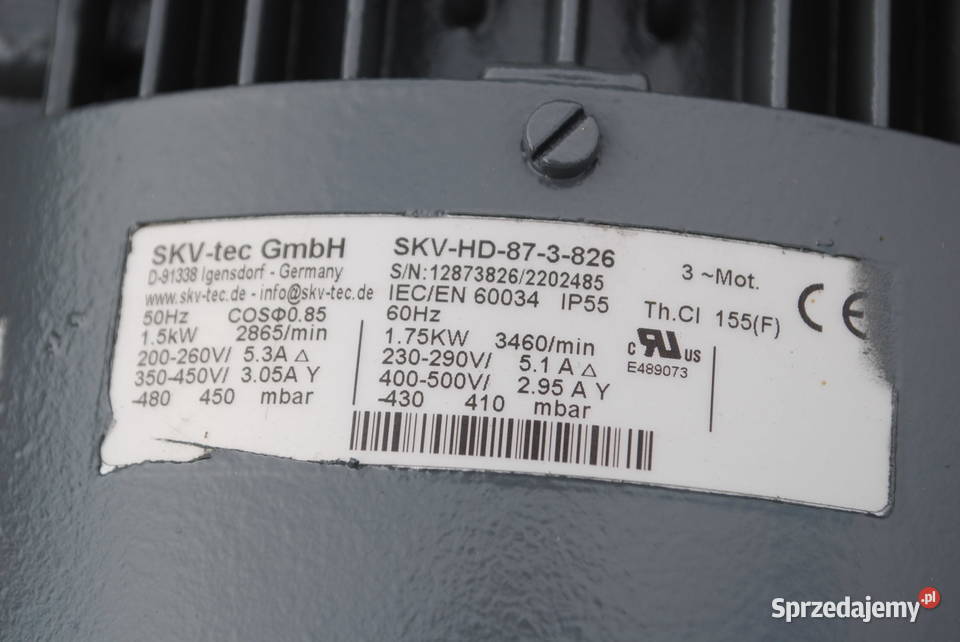 SKV-tec GmbH
D-91338 Igensdorf - Germany
www.skv-tec.de - info@skv-tec.de
50Hz COSΦ0.85
1.5kW 2865/min
200-260V/ 5.3A △
350-450V/ 3.05A Y
-480 450 mbar
SKV-HD-87-3-826
S/N:12873826/2202485
IEC/EN 60034 IP55
60Hz
1.75KW 3460/min
230-290V/ 5.1A △
400-500V/ 2.95 A Y
-430 410 mbar
3 ~Mot.
Th.Cl 155(F)
c RU US
E489073
CE
Sprzedajemy.pl